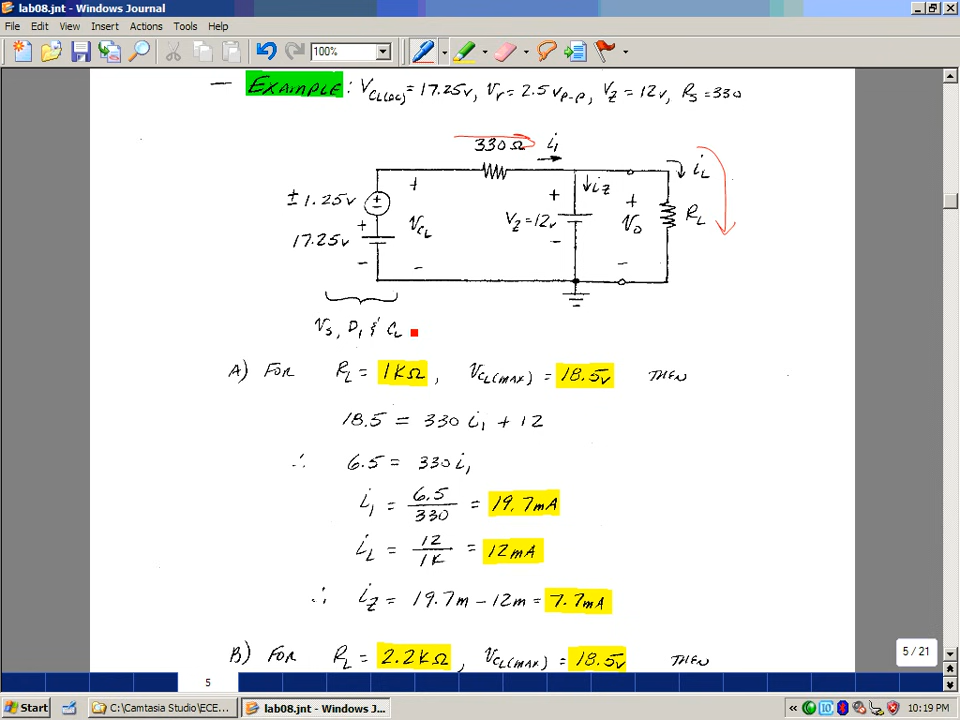 lab08.jnt - Windows Journal
File Edit View Insert Actions Tools Help
100%
— EXAMPLE: VCL(DC) = 17.25V, Vr = 2.5 VP-P, VZ = 12V, RS = 330
330Ω i1
± 1.25V
17.25V
+ VCL -
+ VZ = 12V -
iZ
+ VO -
iL
RL
VS, D1 & CL
A) FOR RL = 1KΩ, VCL(MAX) = 18.5V THEN
18.5 = 330 i1 + 12
∴ 6.5 = 330 i1
i1 = 6.5/330 = 19.7mA
iL = 12/1K = 12mA
∴ iZ = 19.7m - 12m = 7.7mA
B) FOR RL = 2.2KΩ, VCL(MAX) = 18.5V THEN
5
5 / 21
Start C:\Camtasia Studio\ECE... lab08.jnt - Windows J... « 10:19 PM